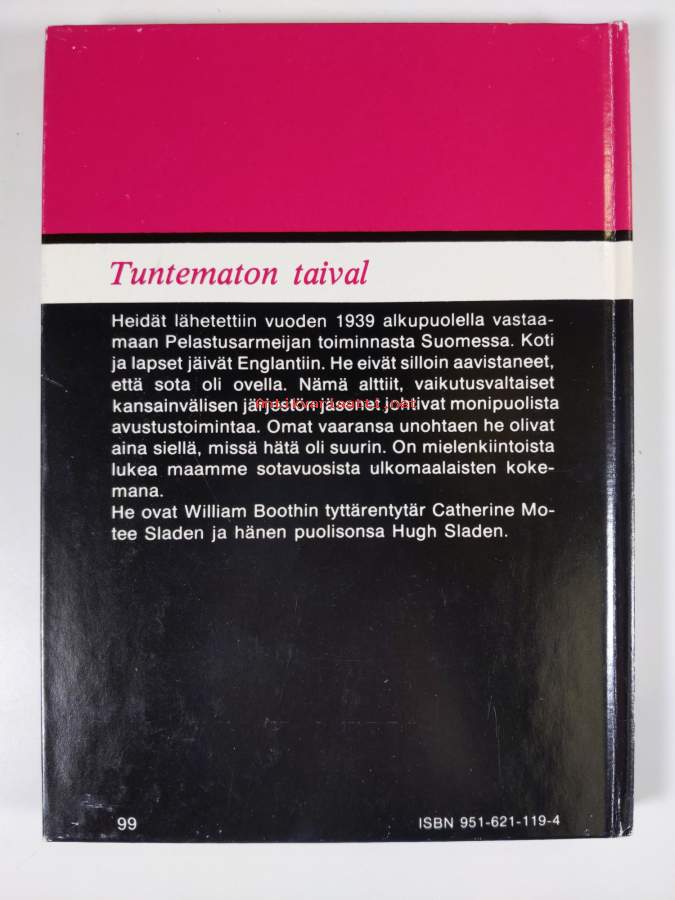 Tuntematon taival
Heidät lähetettiin vuoden 1939 alkupuolella vastaa-
maan Pelastusarmeijan toiminnasta Suomessa. Koti
ja lapset jäivät Englantiin. He eivät silloin aavistaneet,
että sota oli ovella. Nämä alttiit, vaikutusvaltaiset
kansainvälisen järjestön jäsenet johtivat monipuolista
avustustoimintaa. Omat vaaransa unohtaen he olivat
aina siellä, missä hätä oli suurin. On mielenkiintoista
lukea maamme sotavuosista ulkomaalaisten koke-
mana.
He ovat William Boothin tyttärentytär Catherine Mo-
tee Sladen ja hänen puolisonsa Hugh Sladen.
99
ISBN 951-621-119-4